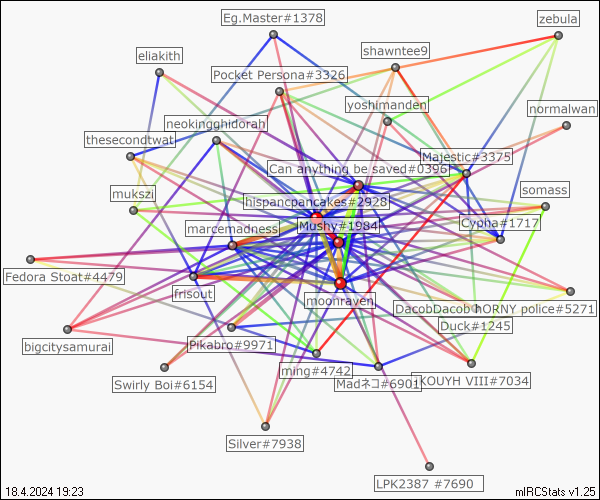 Eg.Master#1378
zebula
eliakith
shawntee9
Pocket Persona#3326
yoshimanden
normalwan
neokingghidorah
thesecondtwat
Majestic#3375
Can anything be saved#0396
mukszi
hispancpancakes#2928
somass
Mushy#1984
Cypha#1717
marcemadness
Fedora Stoat#4479
frisout
moonraven
DacobDacob
hORNY police#5271
Duck#1245
Pikabro#9971
bigcitysamurai
ming#4742
Swirly Boi#6154
Madネコ#6901
KOUYH VIII#7034
Silver#7938
LPK2387 #7690
18.4.2024 19:23
mIRCStats v1.25